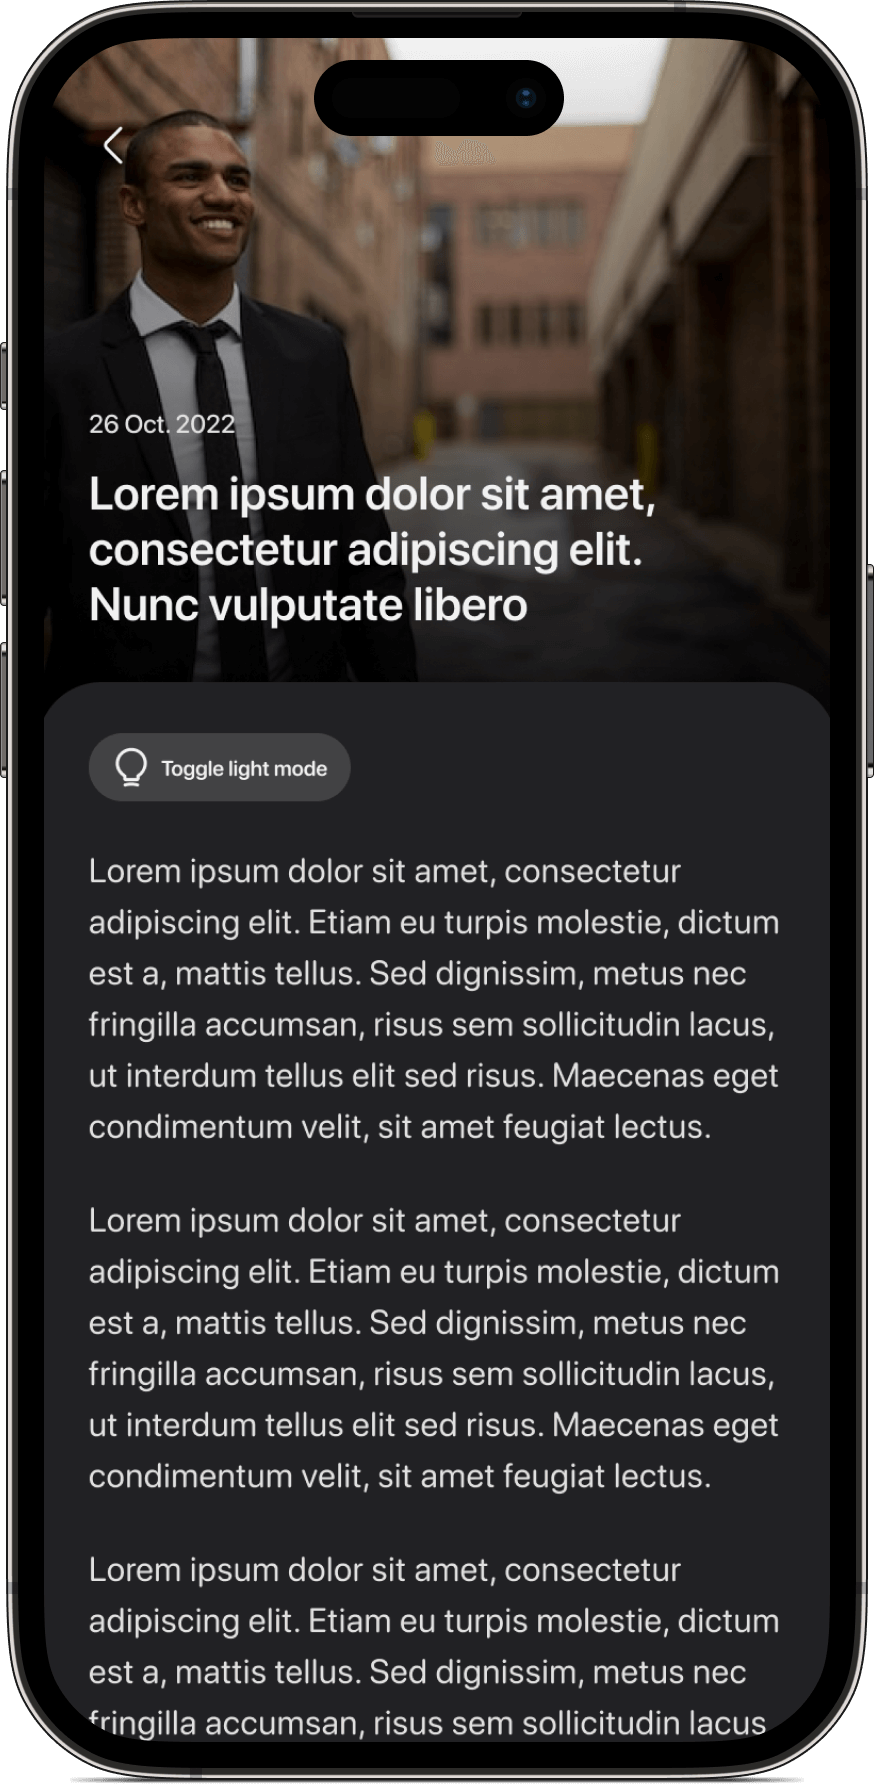 26 Oct. 2022
Lorem ipsum dolor sit amet,
consectetur adipiscing elit.
Nunc vulputate libero
Toggle light mode
Lorem ipsum dolor sit amet, consectetur
adipiscing elit. Etiam eu turpis molestie, dictum
est a, mattis tellus. Sed dignissim, metus nec
fringilla accumsan, risus sem sollicitudin lacus,
ut interdum tellus elit sed risus. Maecenas eget
condimentum velit, sit amet feugiat lectus.
Lorem ipsum dolor sit amet, consectetur
adipiscing elit. Etiam eu turpis molestie, dictum
est a, mattis tellus. Sed dignissim, metus nec
fringilla accumsan, risus sem sollicitudin lacus,
ut interdum tellus elit sed risus. Maecenas eget
condimentum velit, sit amet feugiat lectus.
Lorem ipsum dolor sit amet, consectetur
adipiscing elit. Etiam eu turpis molestie, dictum
est a, mattis tellus. Sed dignissim, metus nec
fringilla accumsan, risus sem sollicitudin lacus